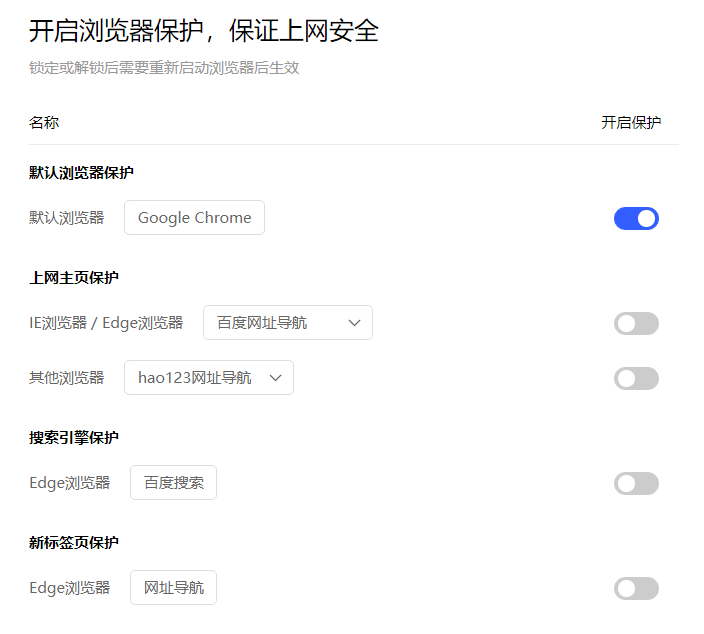 开启浏览器保护，保证上网安全
锁定或解锁后需要重新启动浏览器后生效
名称 开启保护
默认浏览器保护
默认浏览器 Google Chrome
上网主页保护
IE浏览器 / Edge浏览器 百度网址导航
其他浏览器 hao123网址导航
搜索引擎保护
Edge浏览器 百度搜索
新标签页保护
Edge浏览器 网址导航